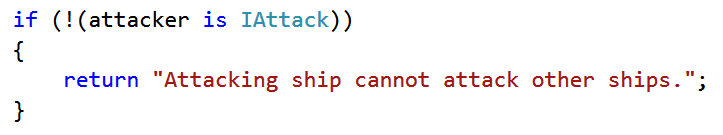 if (!(attacker is IAttack))
{
    return "Attacking ship cannot attack other ships.";
}